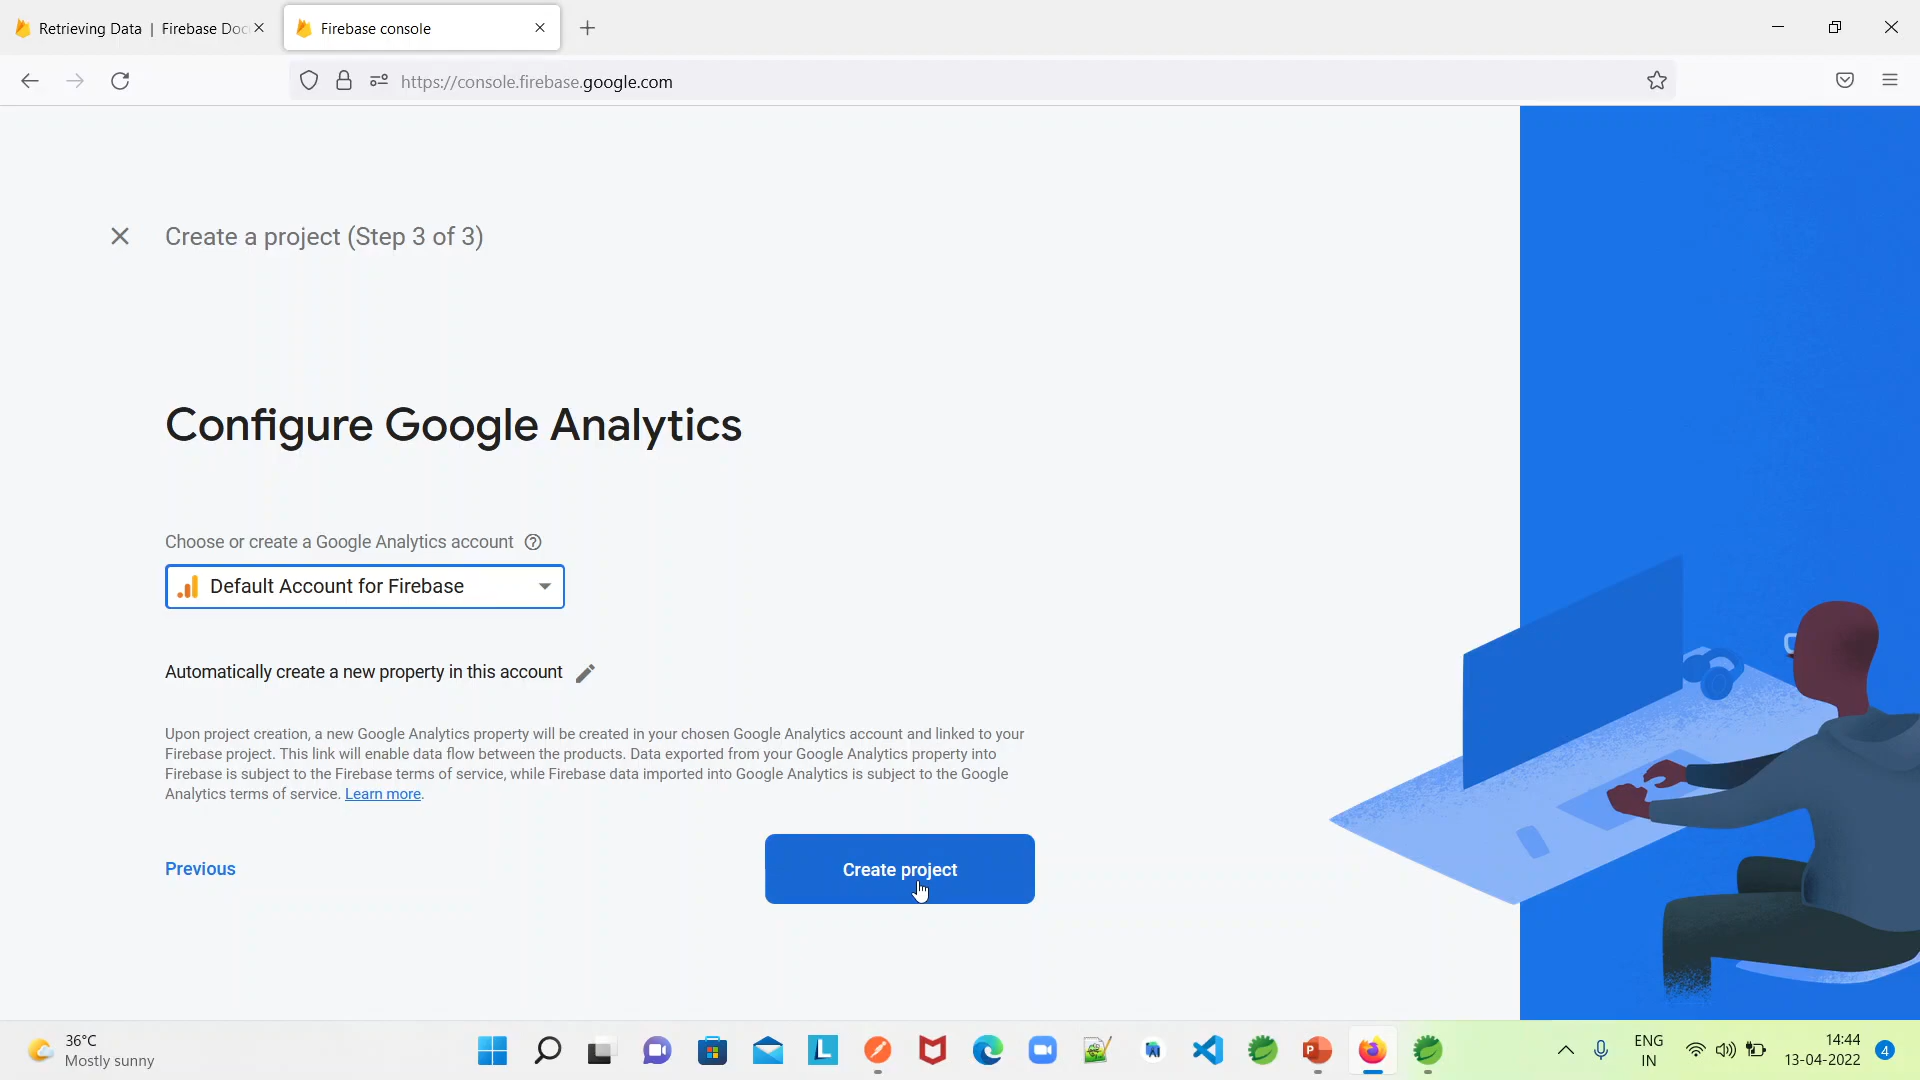 Retrieving Data | Firebase Doc
Firebase console
https://console.firebase.google.com
Create a project (Step 3 of 3)
Configure Google Analytics
Choose or create a Google Analytics account
Default Account for Firebase
Automatically create a new property in this account
Upon project creation, a new Google Analytics property will be created in your chosen Google Analytics account and linked to your
Firebase project. This link will enable data flow between the products. Data exported from your Google Analytics property into
Firebase is subject to the Firebase terms of service, while Firebase data imported into Google Analytics is subject to the Google
Analytics terms of service. Learn more.
Previous
Create project
36°C
Mostly sunny
L
P
ENG
IN
14:44
13-04-2022
4